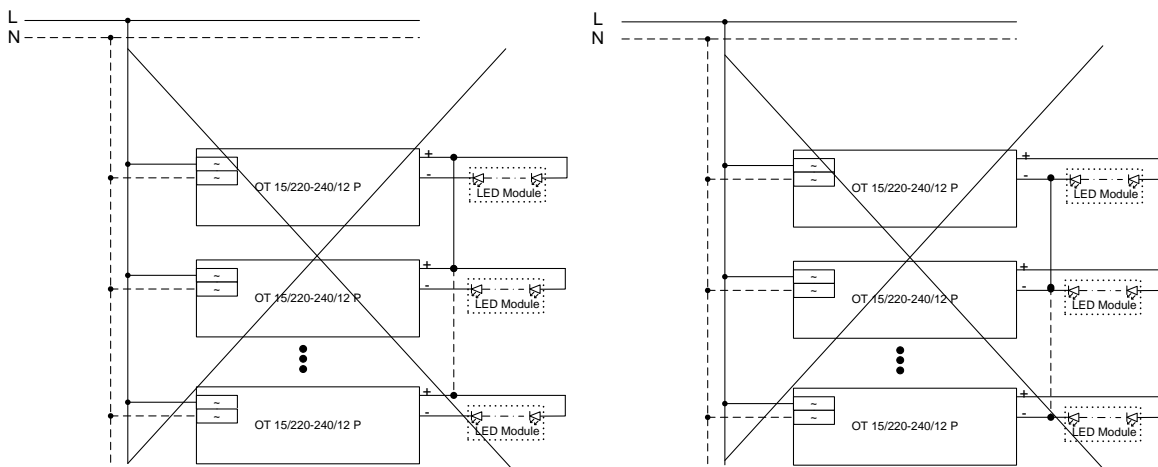 L
N
~
~
OT 15/220-240/12 P
+
-
LED Module
~
~
OT 15/220-240/12 P
+
-
LED Module
~
~
OT 15/220-240/12 P
+
-
LED Module
L
N
~
~
OT 15/220-240/12 P
+
-
LED Module
~
~
OT 15/220-240/12 P
+
-
LED Module
~
~
OT 15/220-240/12 P
+
-
LED Module